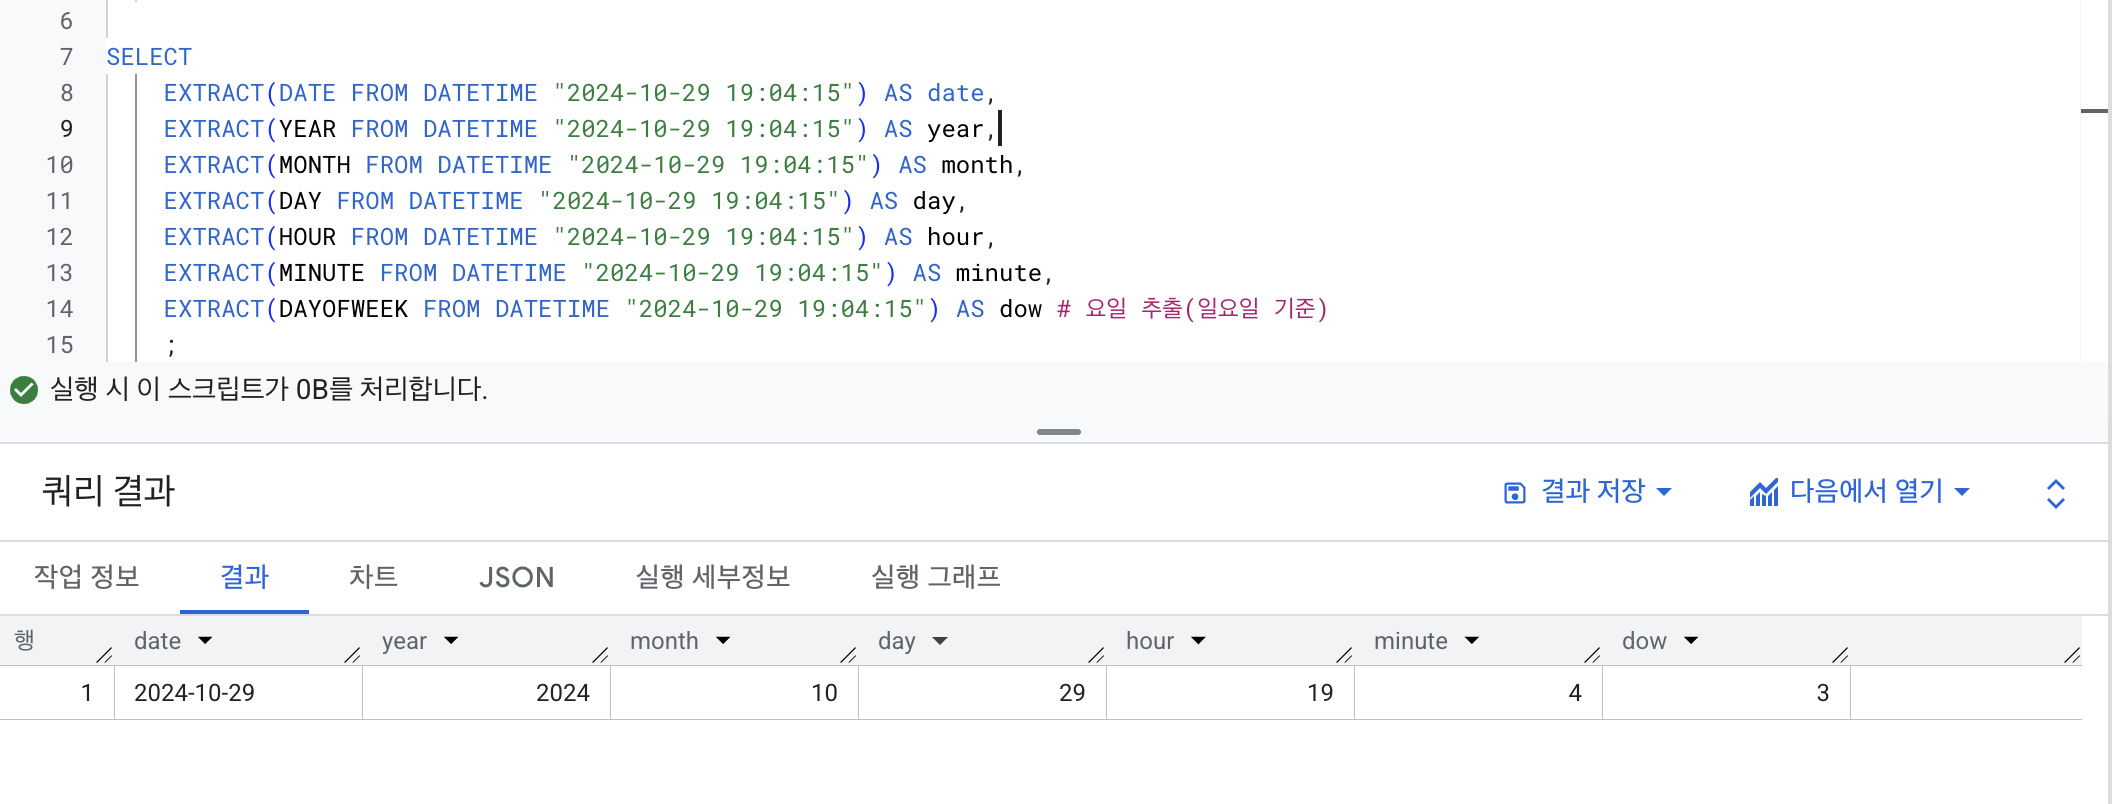 6
7 SELECT
8 EXTRACT(DATE FROM DATETIME "2024-10-29 19:04:15") AS date,
9 EXTRACT(YEAR FROM DATETIME "2024-10-29 19:04:15") AS year,
10 EXTRACT(MONTH FROM DATETIME "2024-10-29 19:04:15") AS month,
11 EXTRACT(DAY FROM DATETIME "2024-10-29 19:04:15") AS day,
12 EXTRACT(HOUR FROM DATETIME "2024-10-29 19:04:15") AS hour,
13 EXTRACT(MINUTE FROM DATETIME "2024-10-29 19:04:15") AS minute,
14 EXTRACT(DAYOFWEEK FROM DATETIME "2024-10-29 19:04:15") AS dow # 요일 추출(일요일 기준)
15 ;
실행 시 이 스크립트가 0B를 처리합니다.
쿼리 결과 결과 저장 다음에서 열기
작업 정보 결과 차트 JSON 실행 세부정보 실행 그래프
행 date year month day hour minute dow
1 2024-10-29 2024 10 29 19 4 3